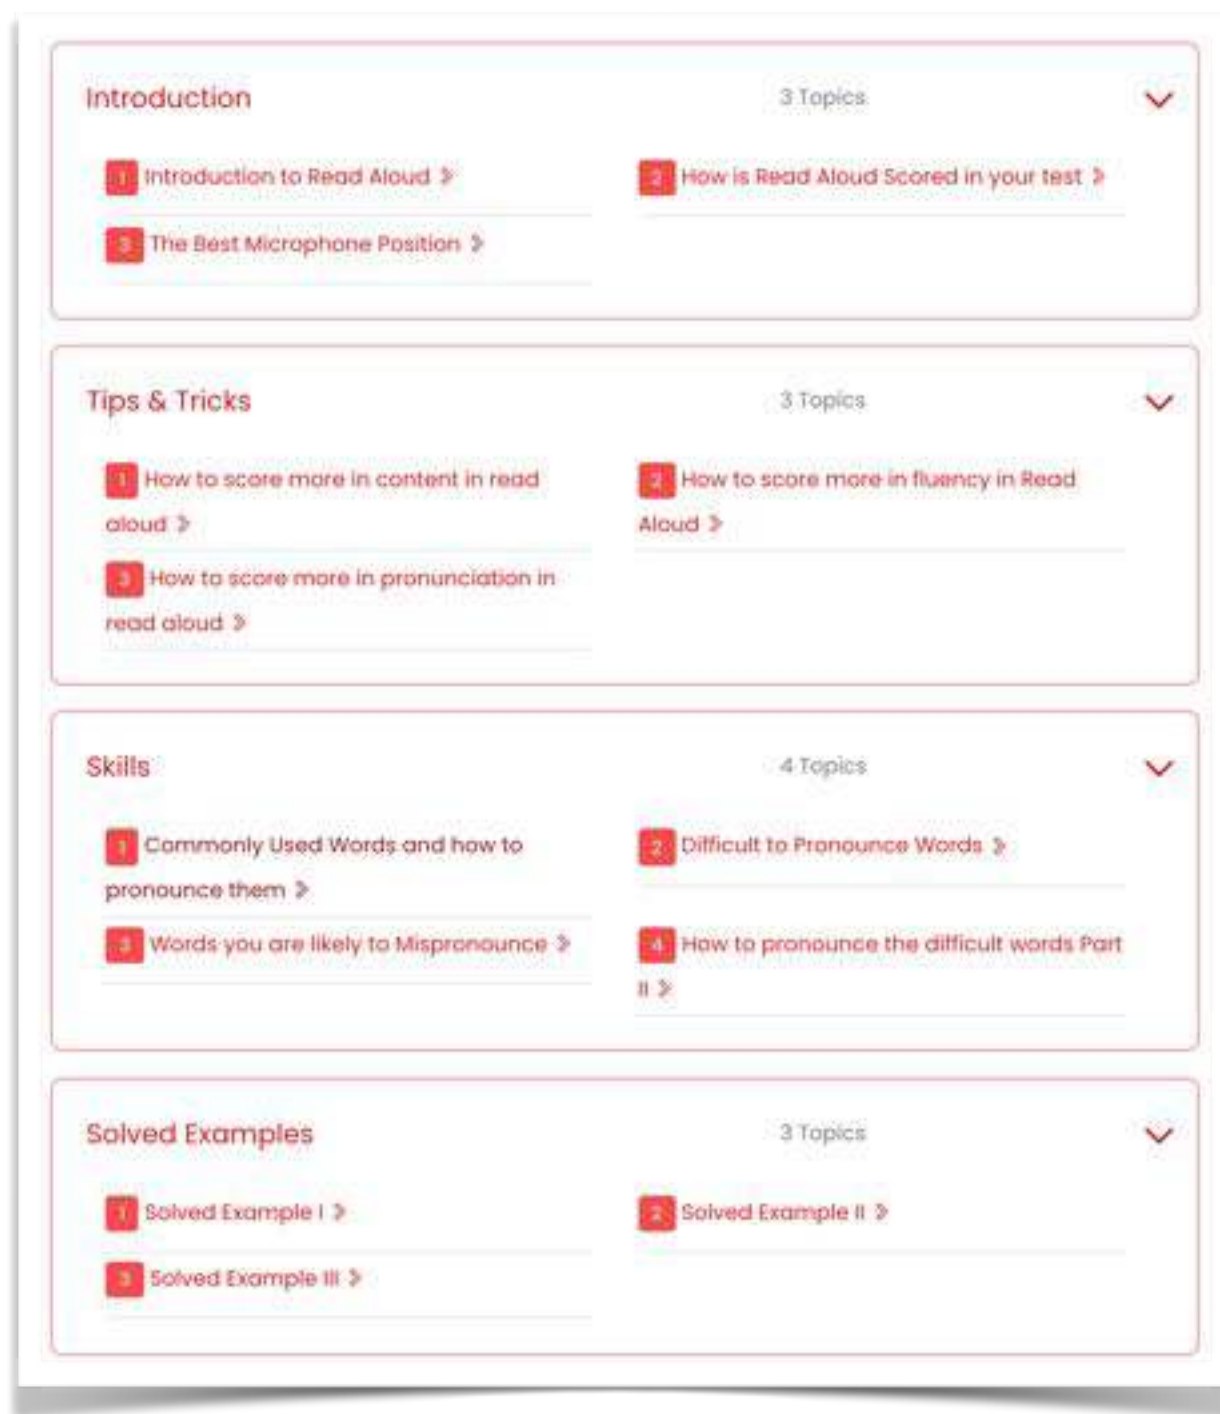 Introduction 3 Topics
1 Introduction to Read Aloud
2 How is Read Aloud Scored in your test
3 The Best Microphone Position
Tips & Tricks 3 Topics
1 How to score more in content in read
aloud
2 How to score more in fluency in Read
Aloud
3 How to score more in pronunciation in
read aloud
Skills 4 Topics
1 Commonly Used Words and how to
pronounce them
2 Difficult to Pronounce Words
3 Words you are likely to Mispronounce
4 How to pronounce the difficult words Part
II
Solved Examples 3 Topics
1 Solved Example I
2 Solved Example II
3 Solved Example III